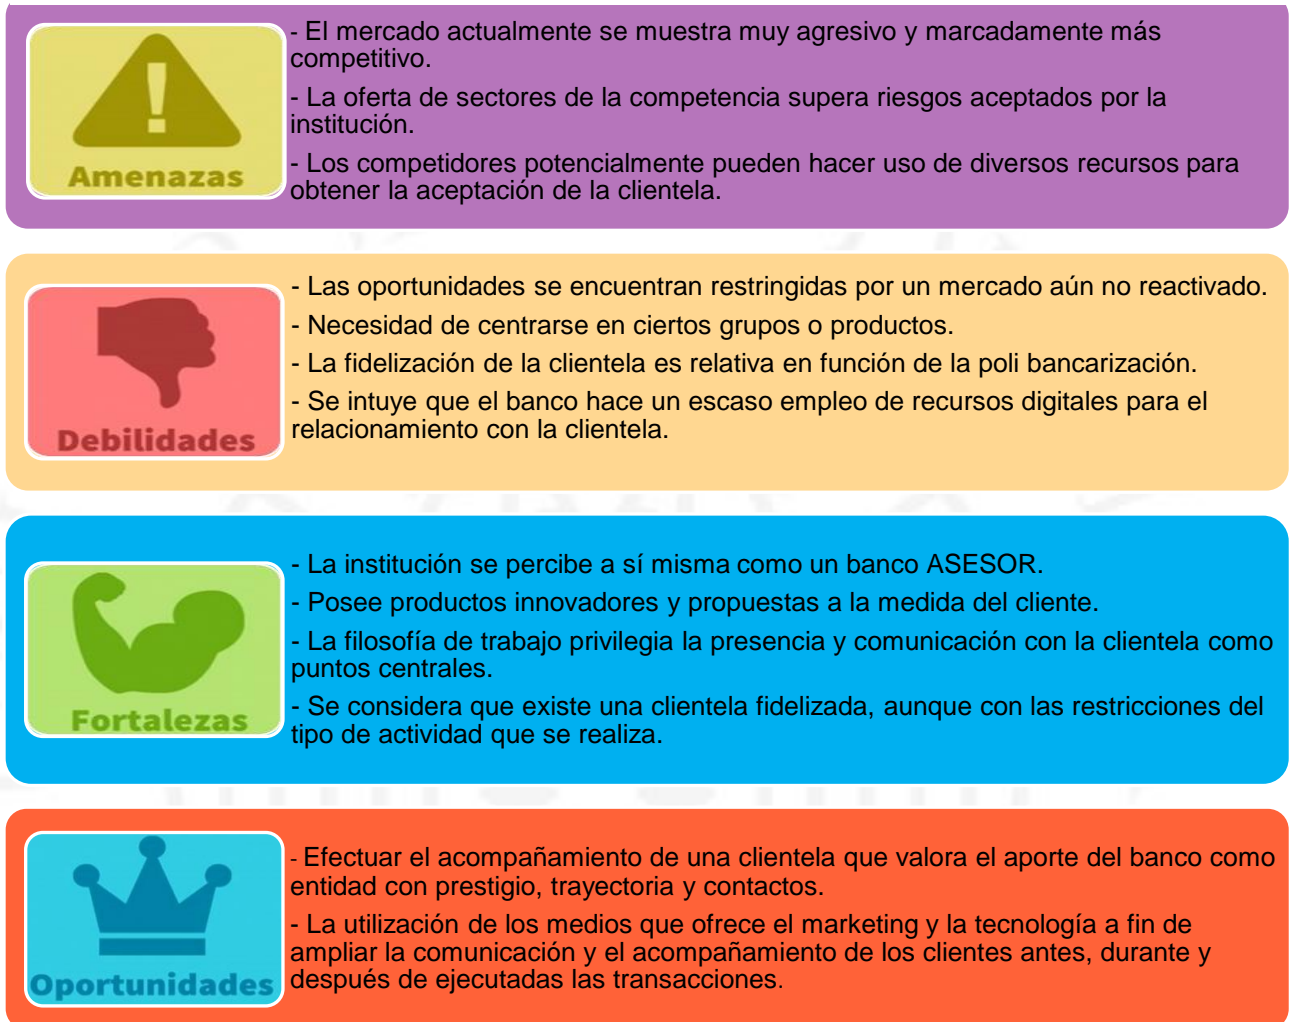 - El mercado actualmente se muestra muy agresivo y marcadamente más
competitivo.
- La oferta de sectores de la competencia supera riesgos aceptados por la
institución.
- Los competidores potencialmente pueden hacer uso de diversos recursos para
obtener la aceptación de la clientela.
Amenazas
- Las oportunidades se encuentran restringidas por un mercado aún no reactivado.
- Necesidad de centrarse en ciertos grupos o productos.
- La fidelización de la clientela es relativa en función de la poli bancarización.
- Se intuye que el banco hace un escaso empleo de recursos digitales para el
relacionamiento con la clientela.
Debilidades
- La institución se percibe a sí misma como un banco ASESOR.
- Posee productos innovadores y propuestas a la medida del cliente.
- La filosofía de trabajo privilegia la presencia y comunicación con la clientela como
puntos centrales.
- Se considera que existe una clientela fidelizada, aunque con las restricciones del
tipo de actividad que se realiza.
Fortalezas
- Efectuar el acompañamiento de una clientela que valora el aporte del banco como
entidad con prestigio, trayectoria y contactos.
- La utilización de los medios que ofrece el marketing y la tecnología a fin de
ampliar la comunicación y el acompañamiento de los clientes antes, durante y
después de ejecutadas las transacciones.
Oportunidades